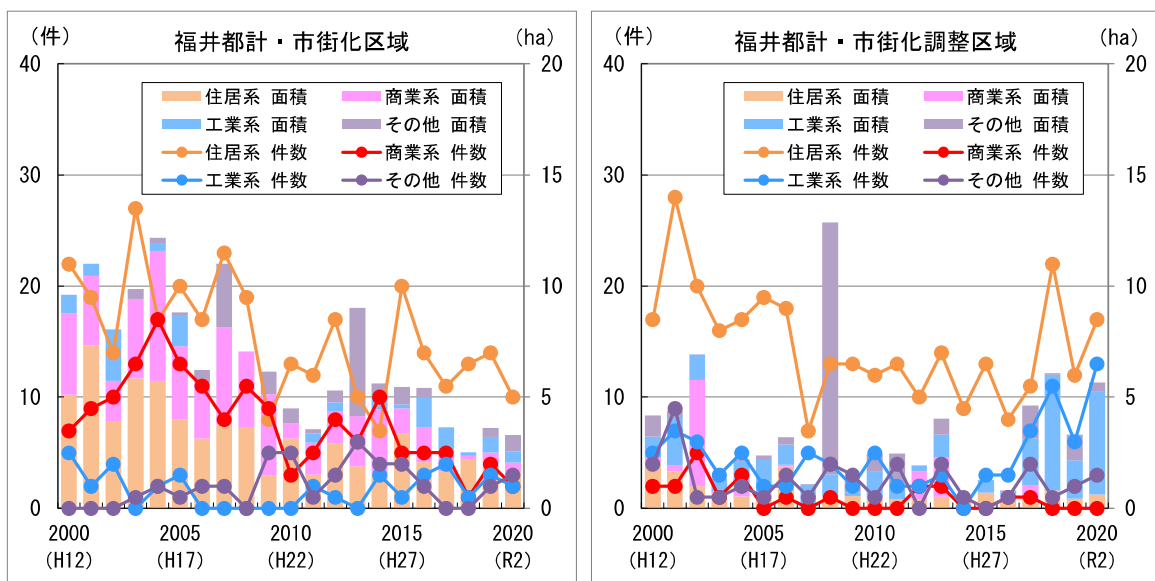 （件）
福井都計・市街化区域
（ha）
40
30
20
10
0
20
15
10
5
0
住居系 面積
商業系 面積
工業系 面積
その他 面積
住居系 件数
商業系 件数
工業系 件数
その他 件数
2000
2005
2010
2015
2020
（H12）
（H17）
（H22）
（H27）
（R2）
（件）
福井都計・市街化調整区域
（ha）
40
30
20
10
0
20
15
10
5
0
住居系 面積
商業系 面積
工業系 面積
その他 面積
住居系 件数
商業系 件数
工業系 件数
その他 件数
2000
2005
2010
2015
2020
（H12）
（H17）
（H22）
（H27）
（R2）